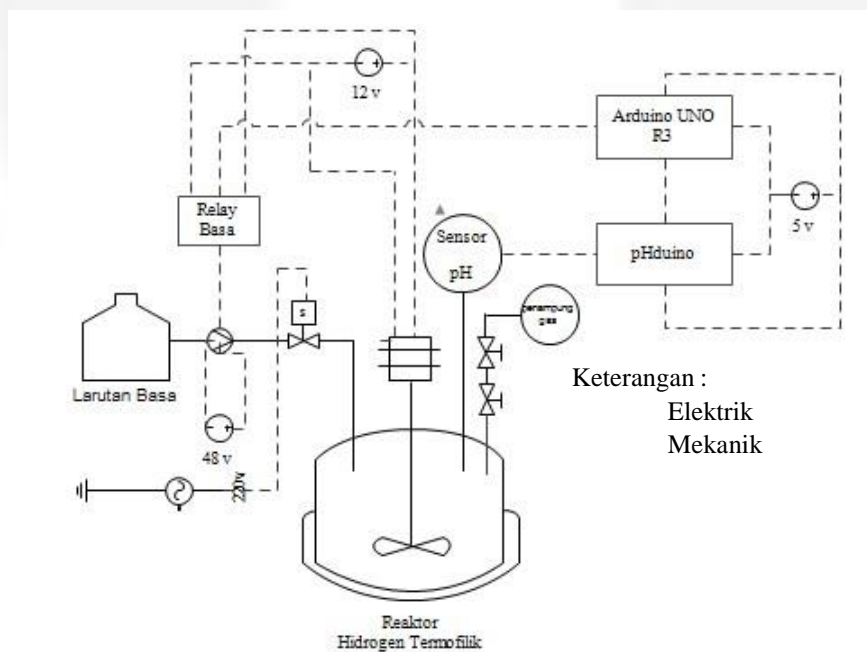 12 v
Arduino UNO
R3
Relay
Basa
Sensor
pH
pHduino
5 v
s
penampung
gas
Larutan Basa
48 v
220v
Keterangan :
Elektrik
Mekanik
Reaktor
Hidrogen Termofilik